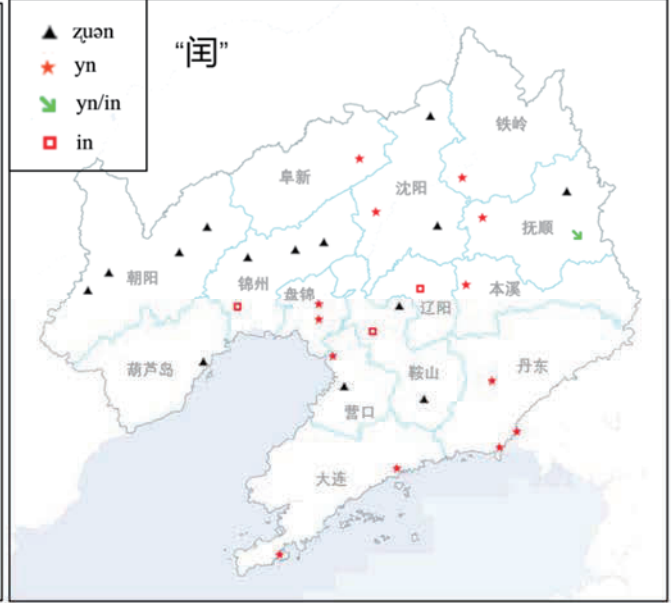 ʐuən
“闰”
yn
yn/in
in
铁岭
阜新
沈阳
抚顺
朝阳
锦州
盘锦
辽阳
本溪
葫芦岛
鞍山
丹东
营口
大连